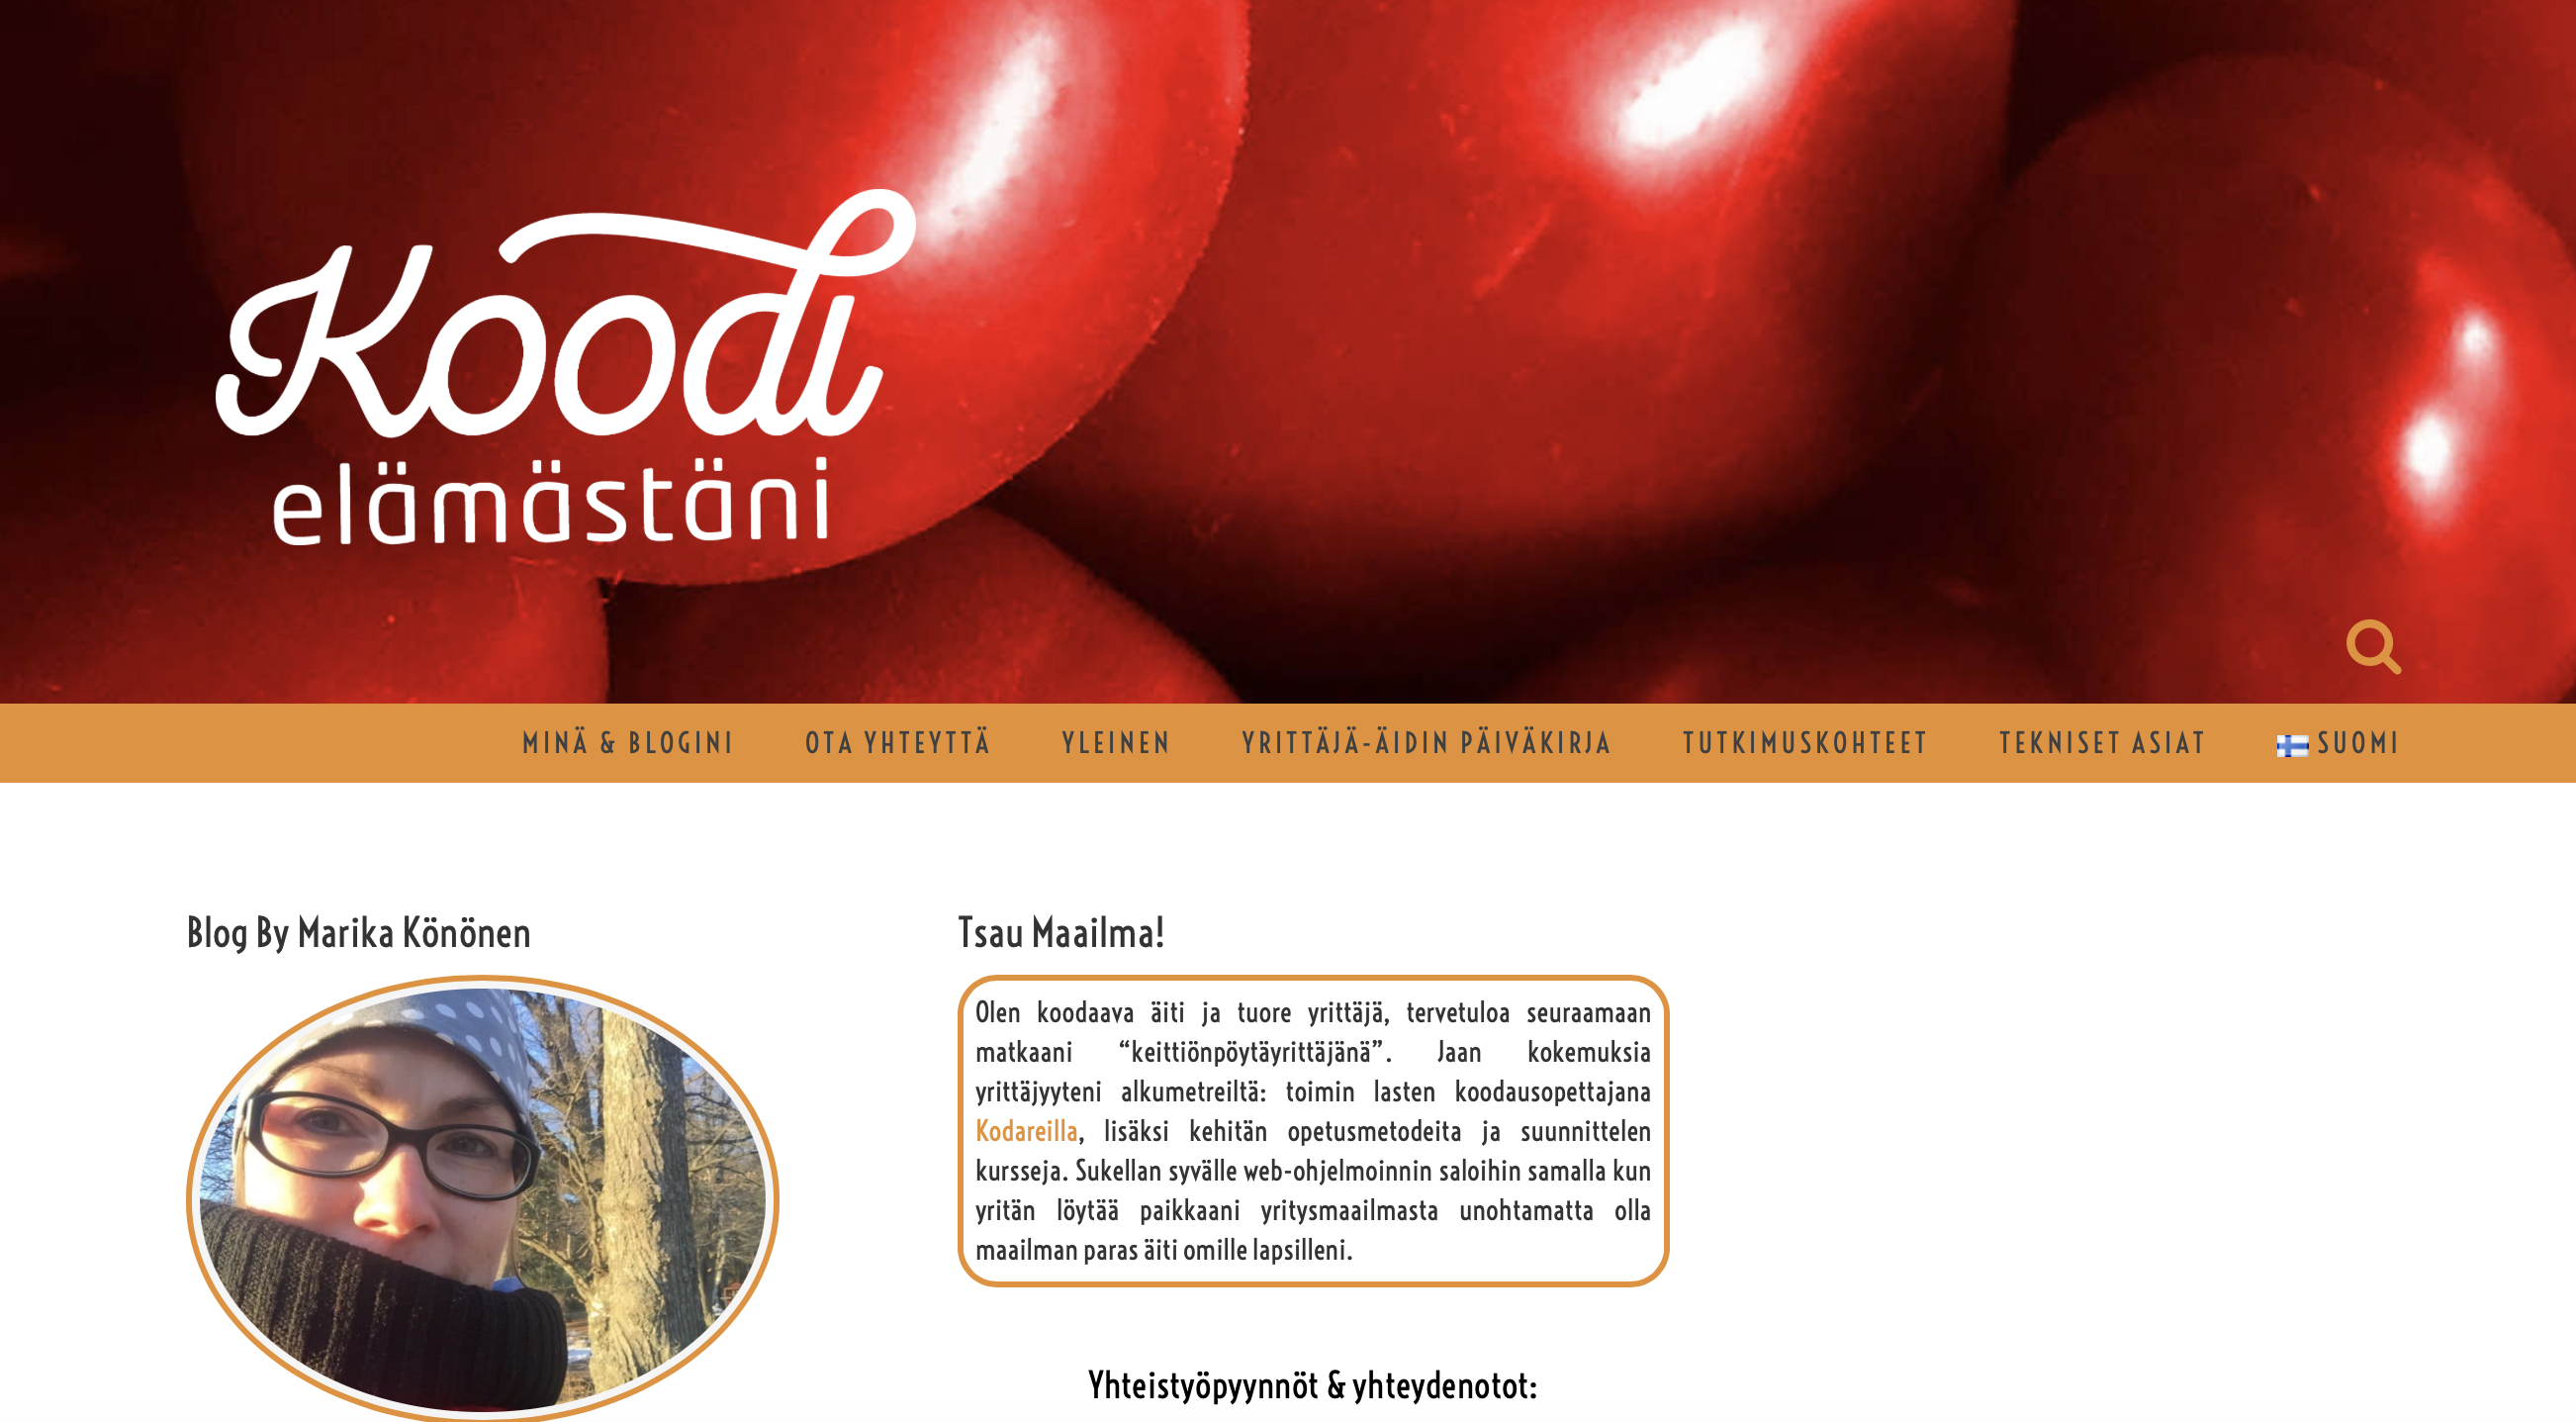 Koodi
elämästäni
MINÄ & BLOGINI OTA YHTEYTTÄ YLEINEN YRITTÄJÄ-ÄIDIN PÄIVÄKIRJA TUTKIMUSKOHTEET TEKNISET ASIAT SUOMI
Blog By Marika Könönen
Tsau Maailma!
Olen koodaava äiti ja tuore yrittäjä, tervetuloa seuraamaan
matkaani “keittiönpöytäyrittäjänä”. Jaan kokemuksia
yrittäjyyteni alkumetreiltä: toimin lasten koodausopettajana
Kodareilla, lisäksi kehitän opetusmetodeita ja suunnittelen
kursseja. Sukellan syvälle web-ohjelmoinnin saloihin samalla kun
yritän löytää paikkaani yritysmaailmasta unohtamatta olla
maailman paras äiti omille lapsilleni.
Yhteistyöpyynnöt & yhteydenotot: